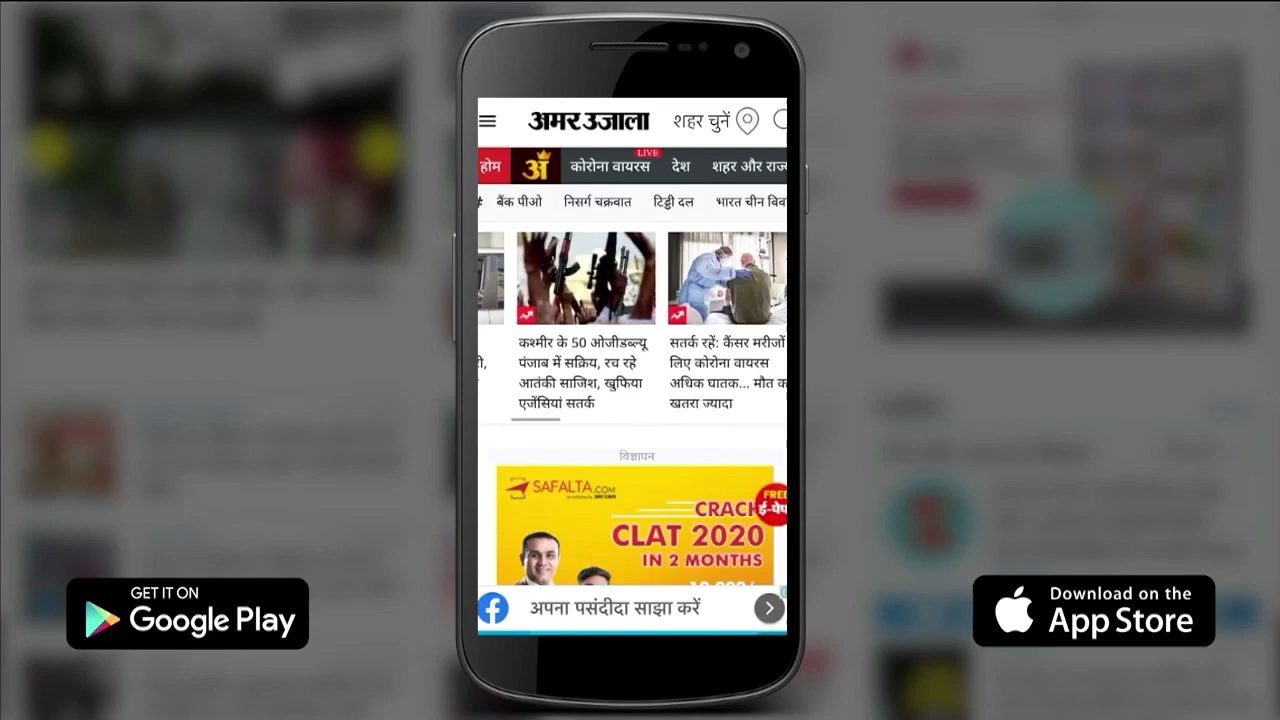 अमर उजाला शहर चुनें
LIVE
होम अ कोरोना वायरस देश शहर और राज्
# बैंक पीओ निसर्ग चक्रवात टिड्डी दल भारत चीन विव
कश्मीर के 50 ओजीडब्ल्यू
पंजाब में सक्रिय, रच रहे
आतंकी साजिश, खुफिया
एजेंसियां सतर्क
सतर्क रहें: कैंसर मरीजों
लिए कोरोना वायरस
अधिक घातक... मौत क
खतरा ज्यादा
विज्ञापन
SAFALTA.COM
CRACK
CLAT 2020
IN 2 MONTHS
FREE
ई-पेप
अपना पसंदीदा साझा करें
GET IT ON
Google Play
Download on the
App Store